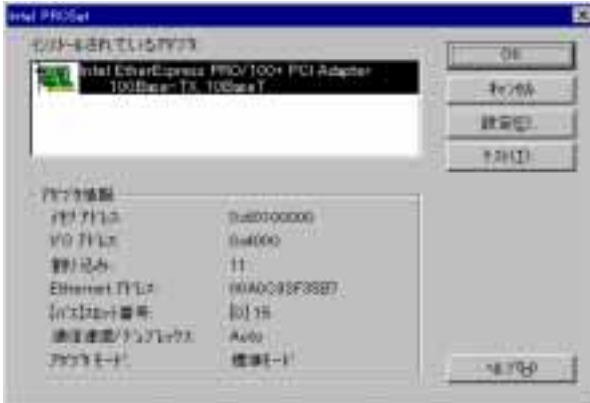 Intel PROSet
インストールされているアダプタ
OK
Intel EtherExpress PRO/100+ PCI Adapter
100Base-TX, 10BaseT
キャンセル
設定(E)...
テスト(T)...
アダプタ情報
メモリ アドレス
I/O アドレス
0x4000
割り込み
11
Ethernet アドレス
[バス]スロット番号
[0] 15
通信速度/デュプレックス
Auto
アダプタ モード
標準モード
ヘルプ(H)